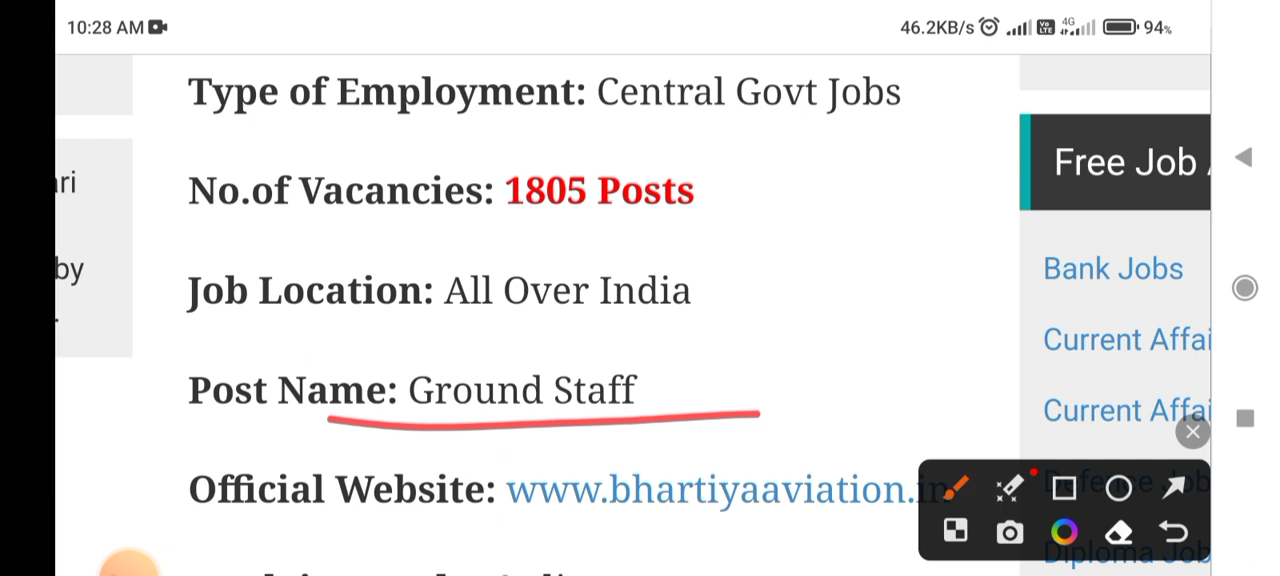 10:28 AM 46.2KB/s 4G 94%
Type of Employment: Central Govt Jobs
No.of Vacancies: 1805 Posts
Job Location: All Over India
Post Name: Ground Staff
Official Website: www.bhartiyaaviation.in
ri
by
Free Job
Bank Jobs
Current Affai
Current Affai
Diploma Job